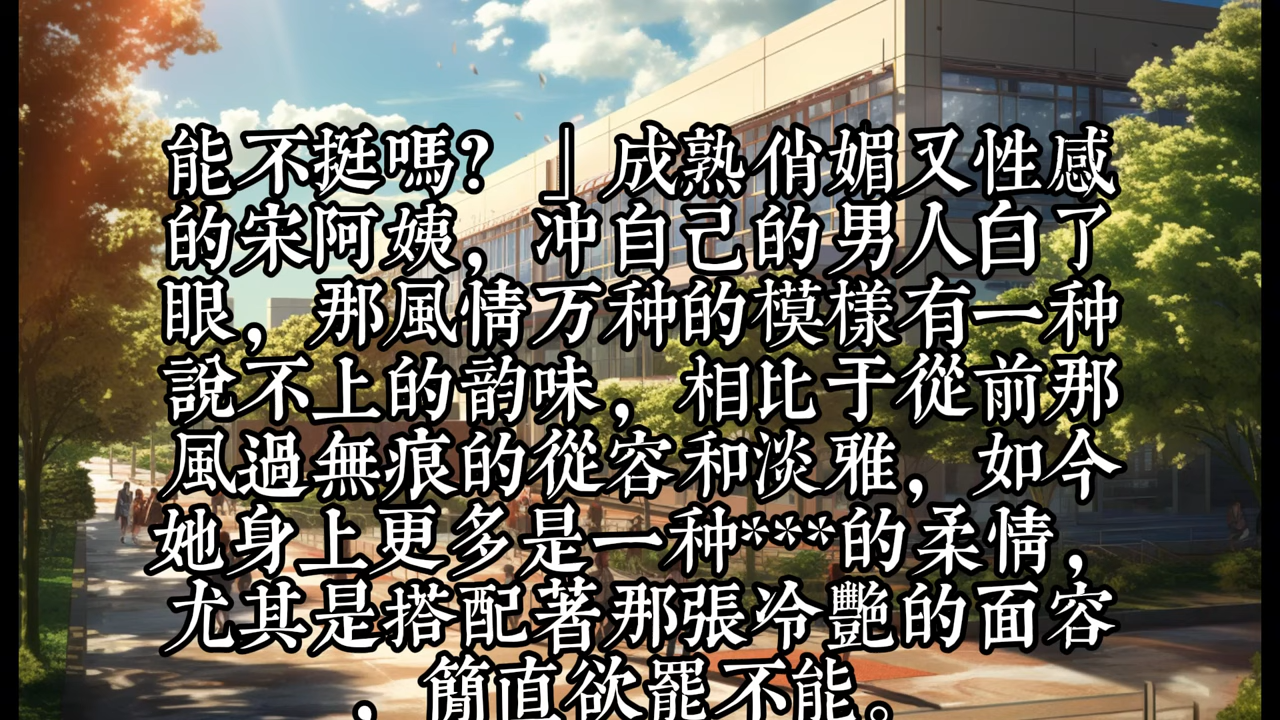 能不挺嗎？」成熟俏媚又性感
的宋阿姨，冲自己的男人白了
眼，那風情万种的模樣有一种
說不上的韵味，相比于從前那
風過無痕的從容和淡雅，如今
她身上更多是一种***的柔情，
尤其是搭配著那張冷艷的面容
，簡直欲罷不能。